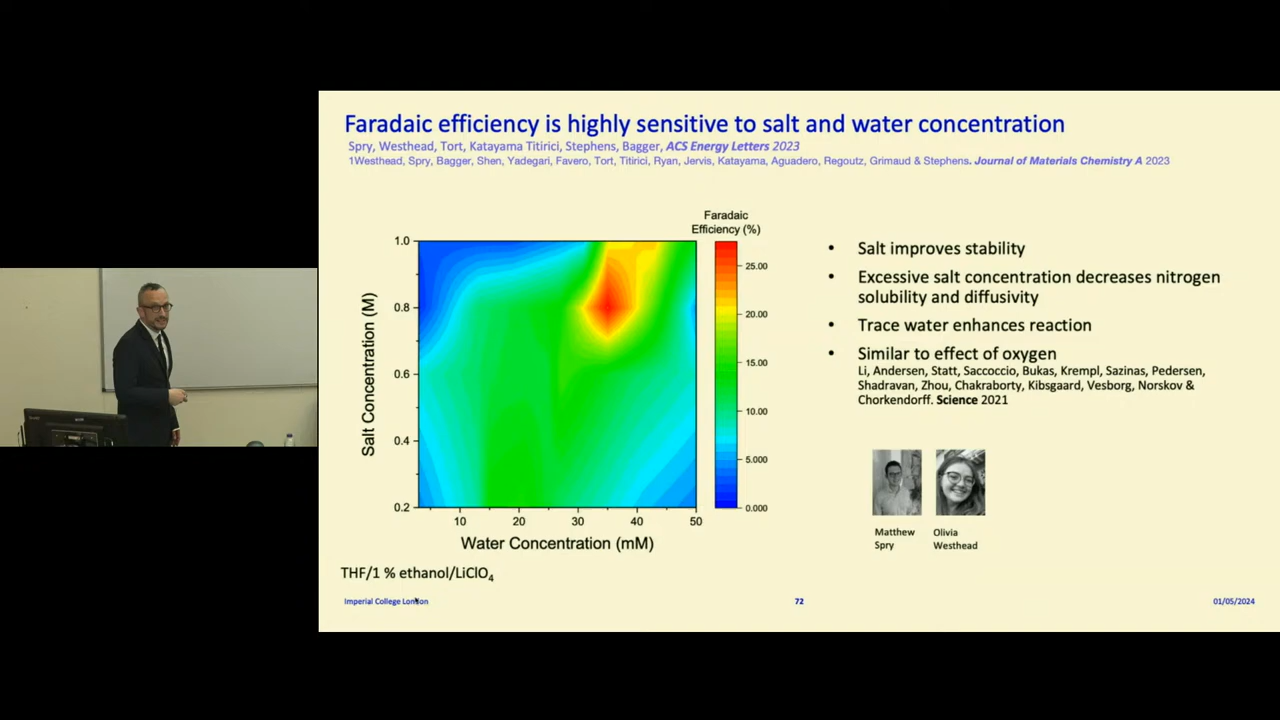 Faradaic efficiency is highly sensitive to salt and water concentration
Spry, Westhead, Tort, Katayama Titirici, Stephens, Bagger, ACS Energy Letters 2023
1Westhead, Spry, Bagger, Shen, Yadegari, Favero, Tort, Titirici, Ryan, Jervis, Katayama, Aguadero, Regoutz, Grimaud & Stephens. Journal of Materials Chemistry A 2023
Faradaic
Efficiency (%)
1.0
0.8
0.6
0.4
0.2
Salt Concentration (M)
10 20 30 40 50
Water Concentration (mM)
25.00
20.00
15.00
10.00
5.000
0.000
THF/1 % ethanol/LiClO4
• Salt improves stability
• Excessive salt concentration decreases nitrogen
solubility and diffusivity
• Trace water enhances reaction
• Similar to effect of oxygen
Li, Andersen, Statt, Saccoccio, Bukas, Krempl, Sazinas, Pedersen,
Shadravan, Zhou, Chakraborty, Kibsgaard, Vesborg, Norskov &
Chorkendorff. Science 2021
Matthew
Spry
Olivia
Westhead
Imperial College London
72
01/05/2024